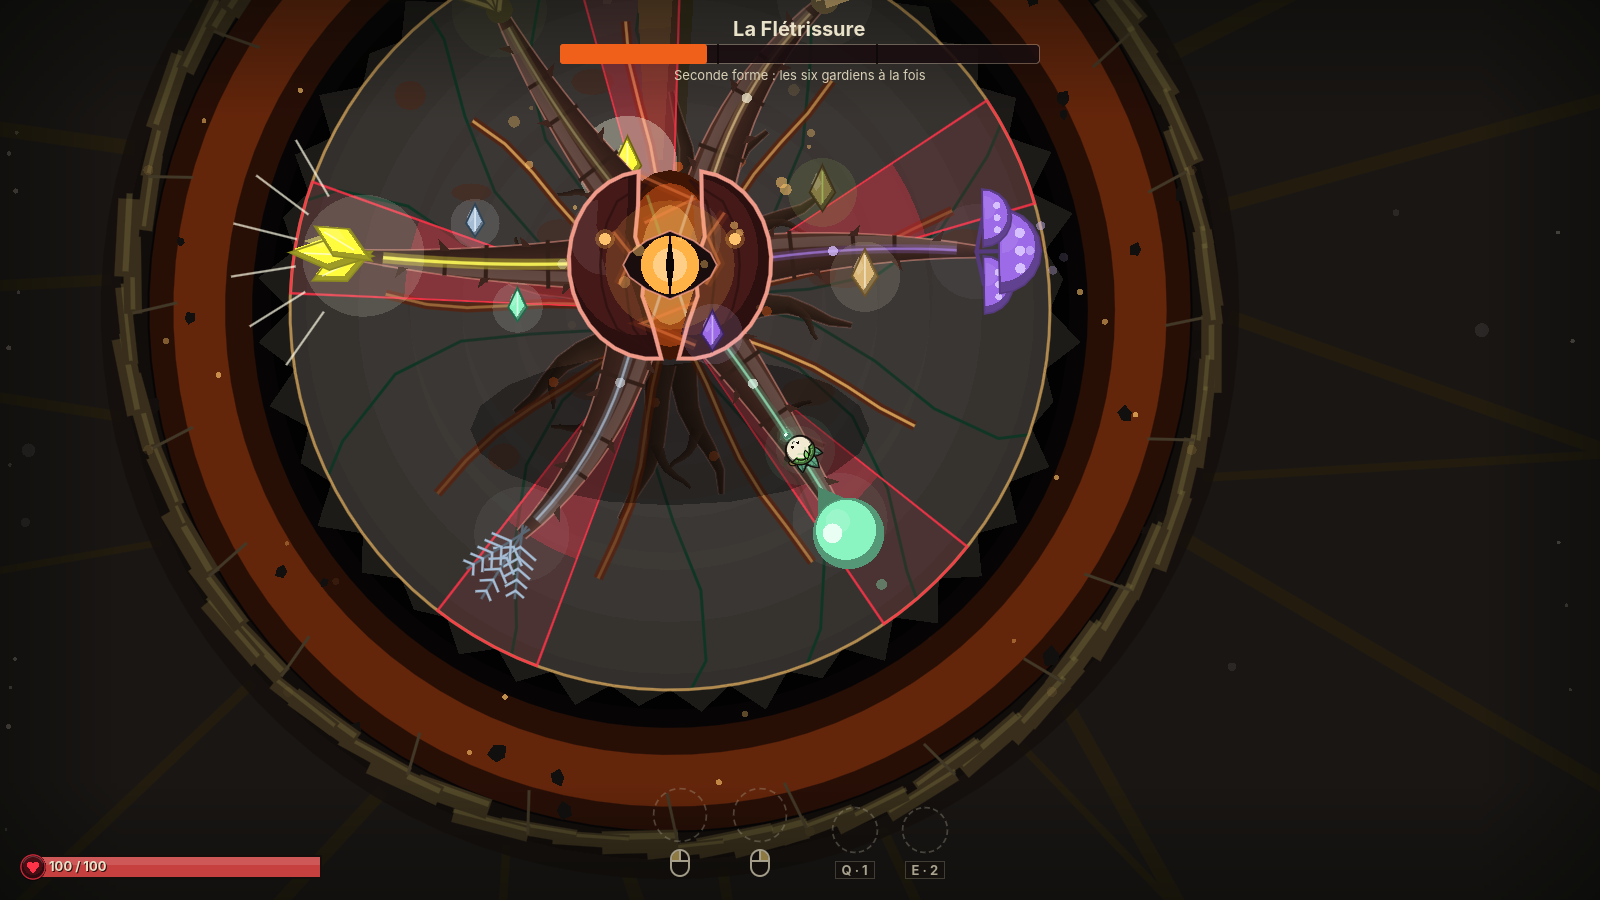 La Flétrissure
Seconde forme : les six gardiens à la fois
100 / 100
Q · 1
E · 2